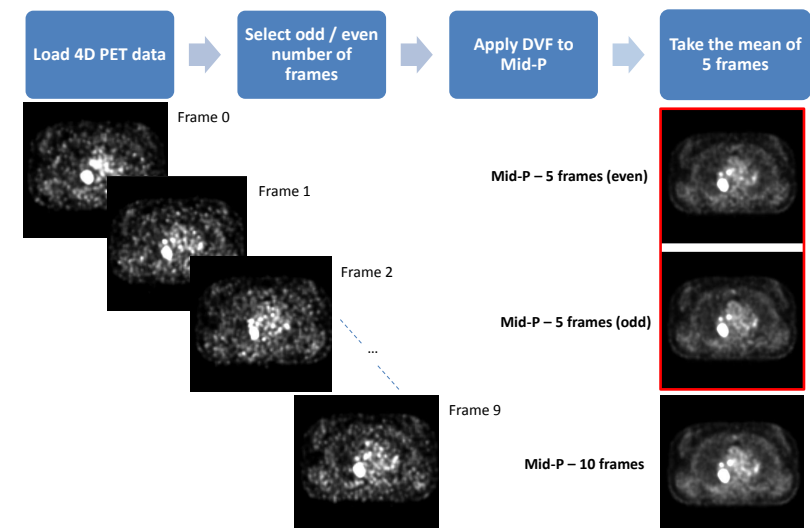 Load 4D PET data
Select odd / even
number of
frames
Apply DVF to
Mid-P
Take the mean of
5 frames
Frame 0
Mid-P – 5 frames (even)
Frame 1
Frame 2
Mid-P – 5 frames (odd)
...
Frame 9
Mid-P – 10 frames